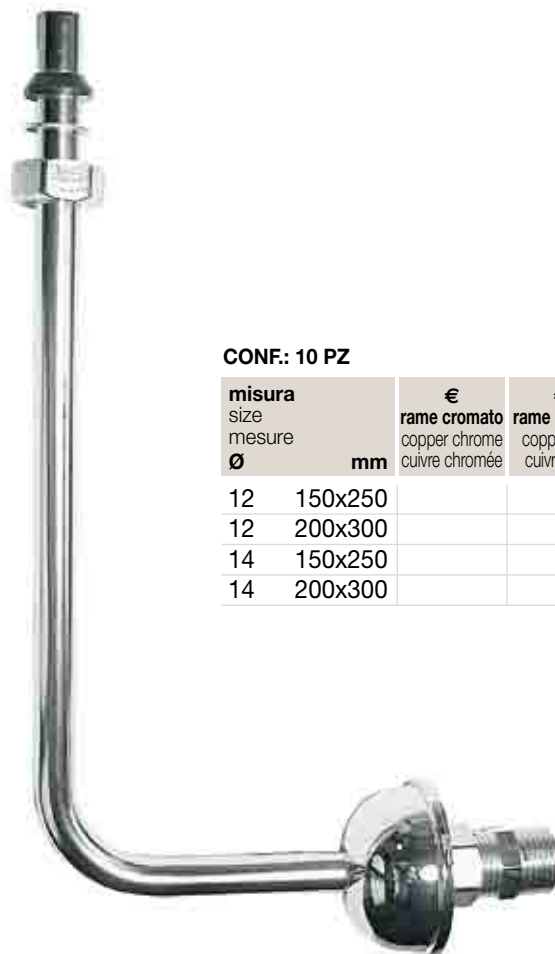 CONF.: 10 PZ
misura
size
mesure
Ø mm
€
rame cromato
copper chrome
cuivre chromée
rame
12 150x250
12 200x300
14 150x250
14 200x300